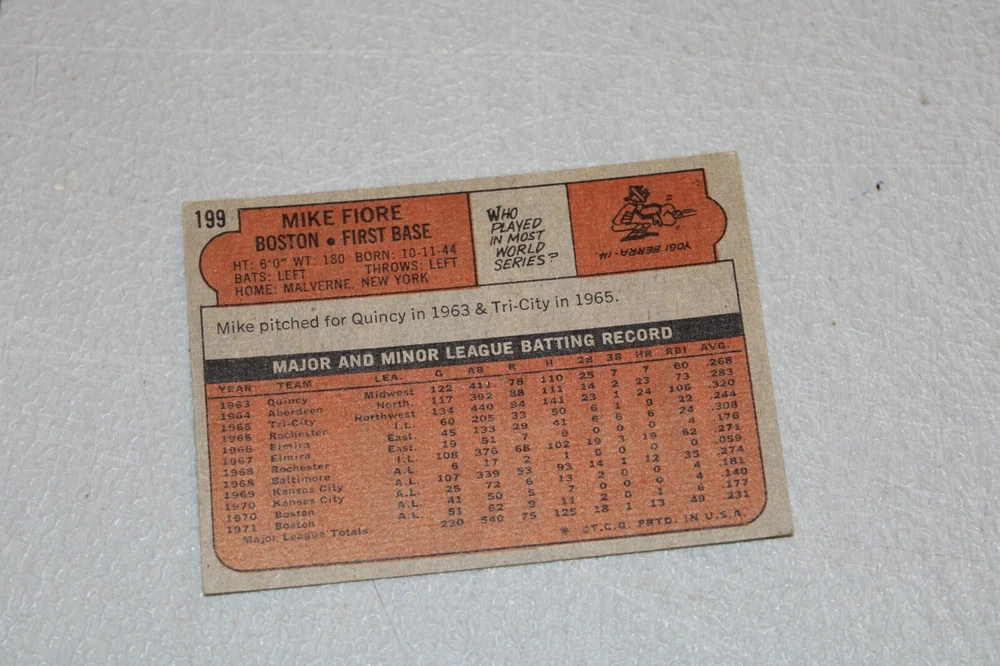 199
MIKE FIORE
BOSTON • FIRST BASE
HT: 6'0" WT: 180 BORN: 10-11-44
BATS: LEFT THROWS: LEFT
HOME: MALVERNE, NEW YORK
WHO
PLAYED
IN MOST
WORLD
SERIES?
YOGI BERRA-14
Mike pitched for Quincy in 1963 & Tri-City in 1965.
MAJOR AND MINOR LEAGUE BATTING RECORD
YEAR TEAM LEA. G AB R H 2B 3B HR RBI AVG.
1963 Quincy Midwest 122 411 78 110 25 7 7 60 .268
1964 Aberdeen North. 117 392 88 111 14 2 23 73 .283
1965 Tri-City Northwest 134 440 94 141 23 1 24 106 .320
1966 Rochester I.L. 60 205 33 50 6 1 9 22 .244
1966 Elmira East. 45 133 29 41 6 6 6 24 .308
1967 Elmira East. 19 51 7 9 0 0 0 4 .176
1968 Rochester I.L. 108 376 68 102 19 3 19 62 .271
1968 Baltimore A.L. 6 17 2 1 0 0 0 0 .059
1969 Kansas City A.L. 107 339 53 93 14 1 12 35 .274
1970 Kansas City A.L. 25 72 6 13 2 0 0 4 .181
1970 Boston A.L. 41 50 5 7 0 0 0 4 .140
1971 Boston A.L. 51 62 9 11 2 0 1 6 .177
Major League Totals 230 540 75 125 18 1 13 49 .231
* ©T.C.G. PRTD. IN U.S.A.